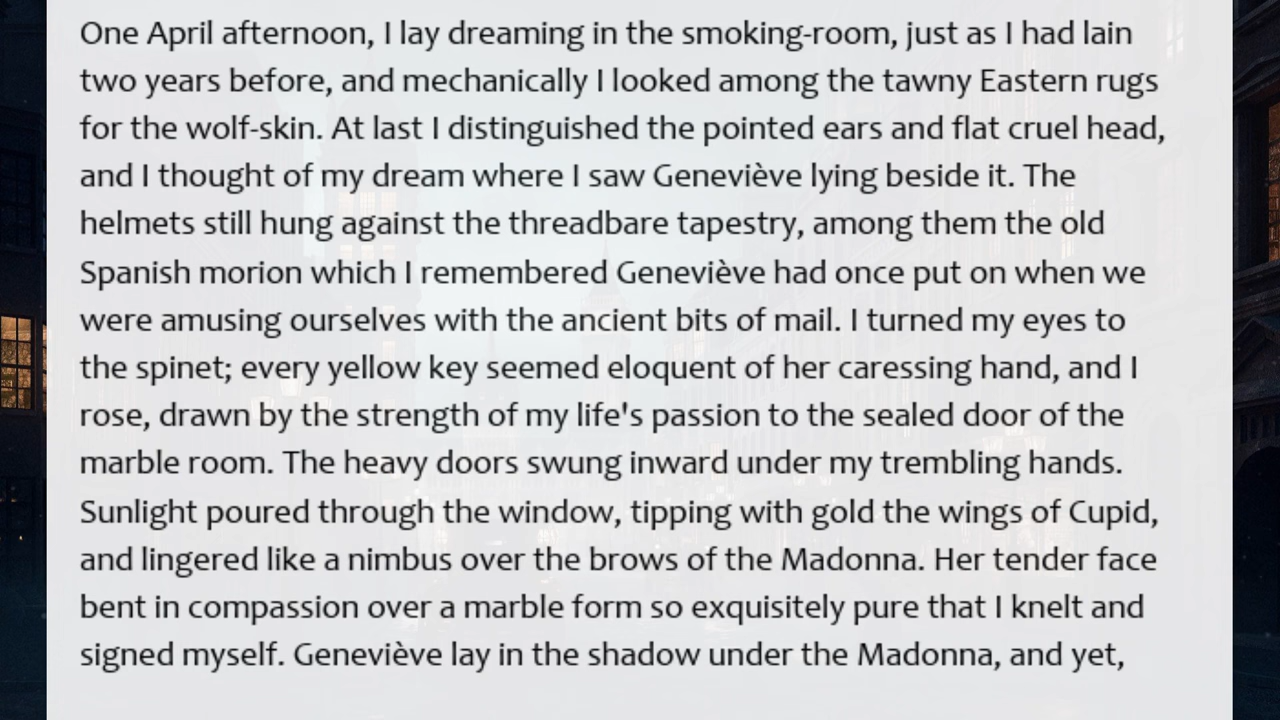 One April afternoon, I lay dreaming in the smoking-room, just as I had lain
two years before, and mechanically I looked among the tawny Eastern rugs
for the wolf-skin. At last I distinguished the pointed ears and flat cruel head,
and I thought of my dream where I saw Geneviève lying beside it. The
helmets still hung against the threadbare tapestry, among them the old
Spanish morion which I remembered Geneviève had once put on when we
were amusing ourselves with the ancient bits of mail. I turned my eyes to
the spinet; every yellow key seemed eloquent of her caressing hand, and I
rose, drawn by the strength of my life's passion to the sealed door of the
marble room. The heavy doors swung inward under my trembling hands.
Sunlight poured through the window, tipping with gold the wings of Cupid,
and lingered like a nimbus over the brows of the Madonna. Her tender face
bent in compassion over a marble form so exquisitely pure that I knelt and
signed myself. Geneviève lay in the shadow under the Madonna, and yet,